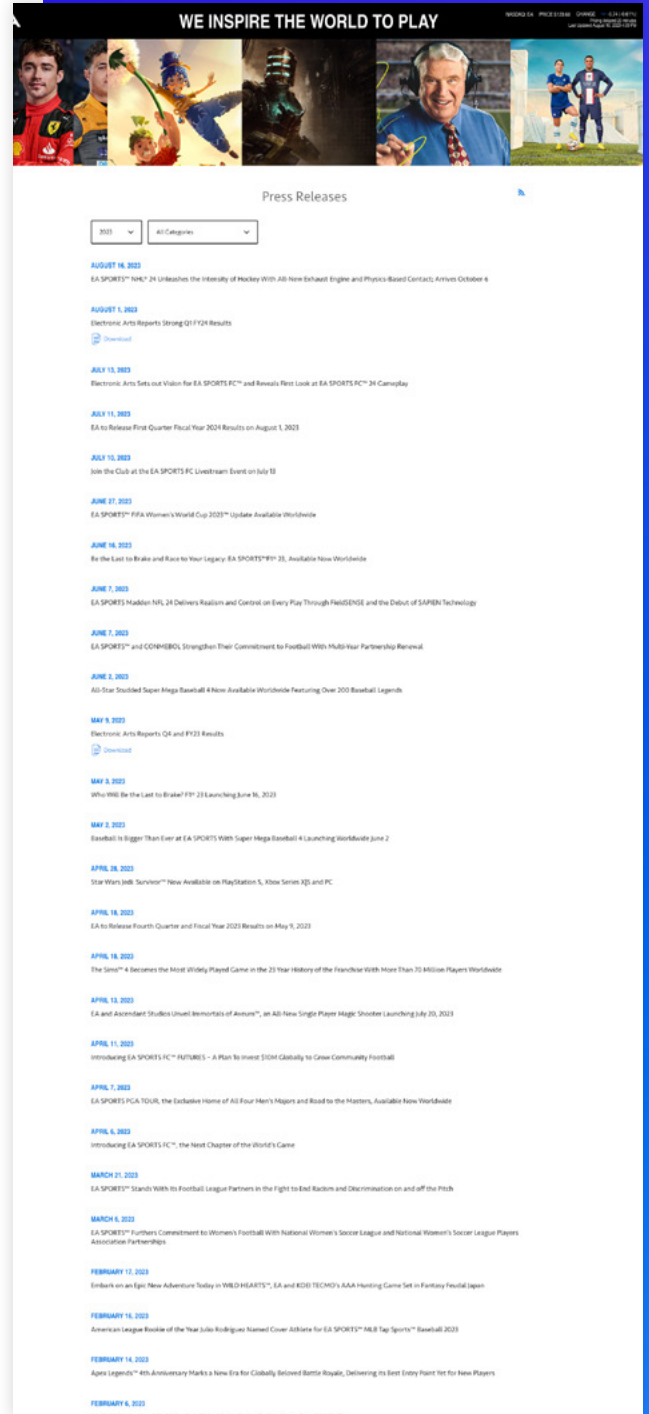 WE INSPIRE THE WORLD TO PLAY
NASDAQ: EA
Press Releases
2023
All Categories
AUGUST 16, 2023
EA SPORTS™ NHL® 24 Unleashes the Intensity of Hockey With All-New Exhaust Engine and Physics-Based Contact; Arrives October 6
AUGUST 1, 2023
Electronic Arts Reports Strong Q1 FY24 Results
Download
JULY 13, 2023
Electronic Arts Sets out Vision for EA SPORTS FC™ and Reveals First Look at EA SPORTS FC™ 24 Gameplay
JULY 11, 2023
EA to Release First Quarter Fiscal Year 2024 Results on August 1, 2023
JULY 10, 2023
Join the Club at the EA SPORTS FC Livestream Event on July 13
JUNE 27, 2023
EA SPORTS™ FIFA Women's World Cup 2023™ Update Available Worldwide
JUNE 16, 2023
Be the Last to Brake and Race to Your Legacy: EA SPORTS™ F1® 23, Available Now Worldwide
JUNE 7, 2023
EA SPORTS Madden NFL 24 Delivers Realism and Control on Every Play Through FieldSENSE and the Debut of SAPIEN Technology
JUNE 7, 2023
EA SPORTS™ and CONMEBOL Strengthen Their Commitment to Football With Multi-Year Partnership Renewal
JUNE 2, 2023
All-Star Studded Super Mega Baseball 4 Now Available Worldwide Featuring Over 200 Baseball Legends
MAY 9, 2023
Electronic Arts Reports Q4 and FY23 Results
Download
MAY 3, 2023
Who Will Be the Last to Brake? F1® 23 Launching June 16, 2023
MAY 2, 2023
Baseball Is Bigger Than Ever at EA SPORTS With Super Mega Baseball 4 Launching Worldwide June 2
APRIL 28, 2023
Star Wars Jedi: Survivor™ Now Available on PlayStation 5, Xbox Series X|S and PC
APRIL 18, 2023
EA to Release Fourth Quarter and Fiscal Year 2023 Results on May 9, 2023
APRIL 18, 2023
The Sims™ 4 Becomes the Most Widely Played Game in the 23 Year History of the Franchise With More Than 70 Million Players Worldwide
APRIL 13, 2023
EA and Ascendant Studios Unveil Immortals of Aveum™, an All-New Single Player Magic Shooter Launching July 20, 2023
APRIL 11, 2023
Introducing EA SPORTS FC™ FUTURES – A Plan To Invest $10M Globally to Grow Community Football
APRIL 7, 2023
EA SPORTS PGA TOUR, the Exclusive Home of All Four Men's Majors and Road to the Masters, Available Now Worldwide
APRIL 6, 2023
Introducing EA SPORTS FC™, the Next Chapter of the World's Game
MARCH 21, 2023
EA SPORTS™ Stands With Its Football League Partners in the Fight to End Racism and Discrimination on and off the Pitch
MARCH 6, 2023
EA SPORTS™ Furthers Commitment to Women's Football With National Women's Soccer League and National Women's Soccer League Players
Association Partnerships
FEBRUARY 17, 2023
Embark on an Epic New Adventure Today in WILD HEARTS™, EA and KOEI TECMO's AAA Hunting Game Set in Fantasy Feudal Japan
FEBRUARY 16, 2023
American League Rookie of the Year Julio Rodríguez Named Cover Athlete for EA SPORTS™ MLB Tap Sports™ Baseball 2023
FEBRUARY 14, 2023
Apex Legends™ 4th Anniversary Marks a New Era for Globally Beloved Battle Royale, Delivering its Best Entry Point Yet for New Players
FEBRUARY 6, 2023